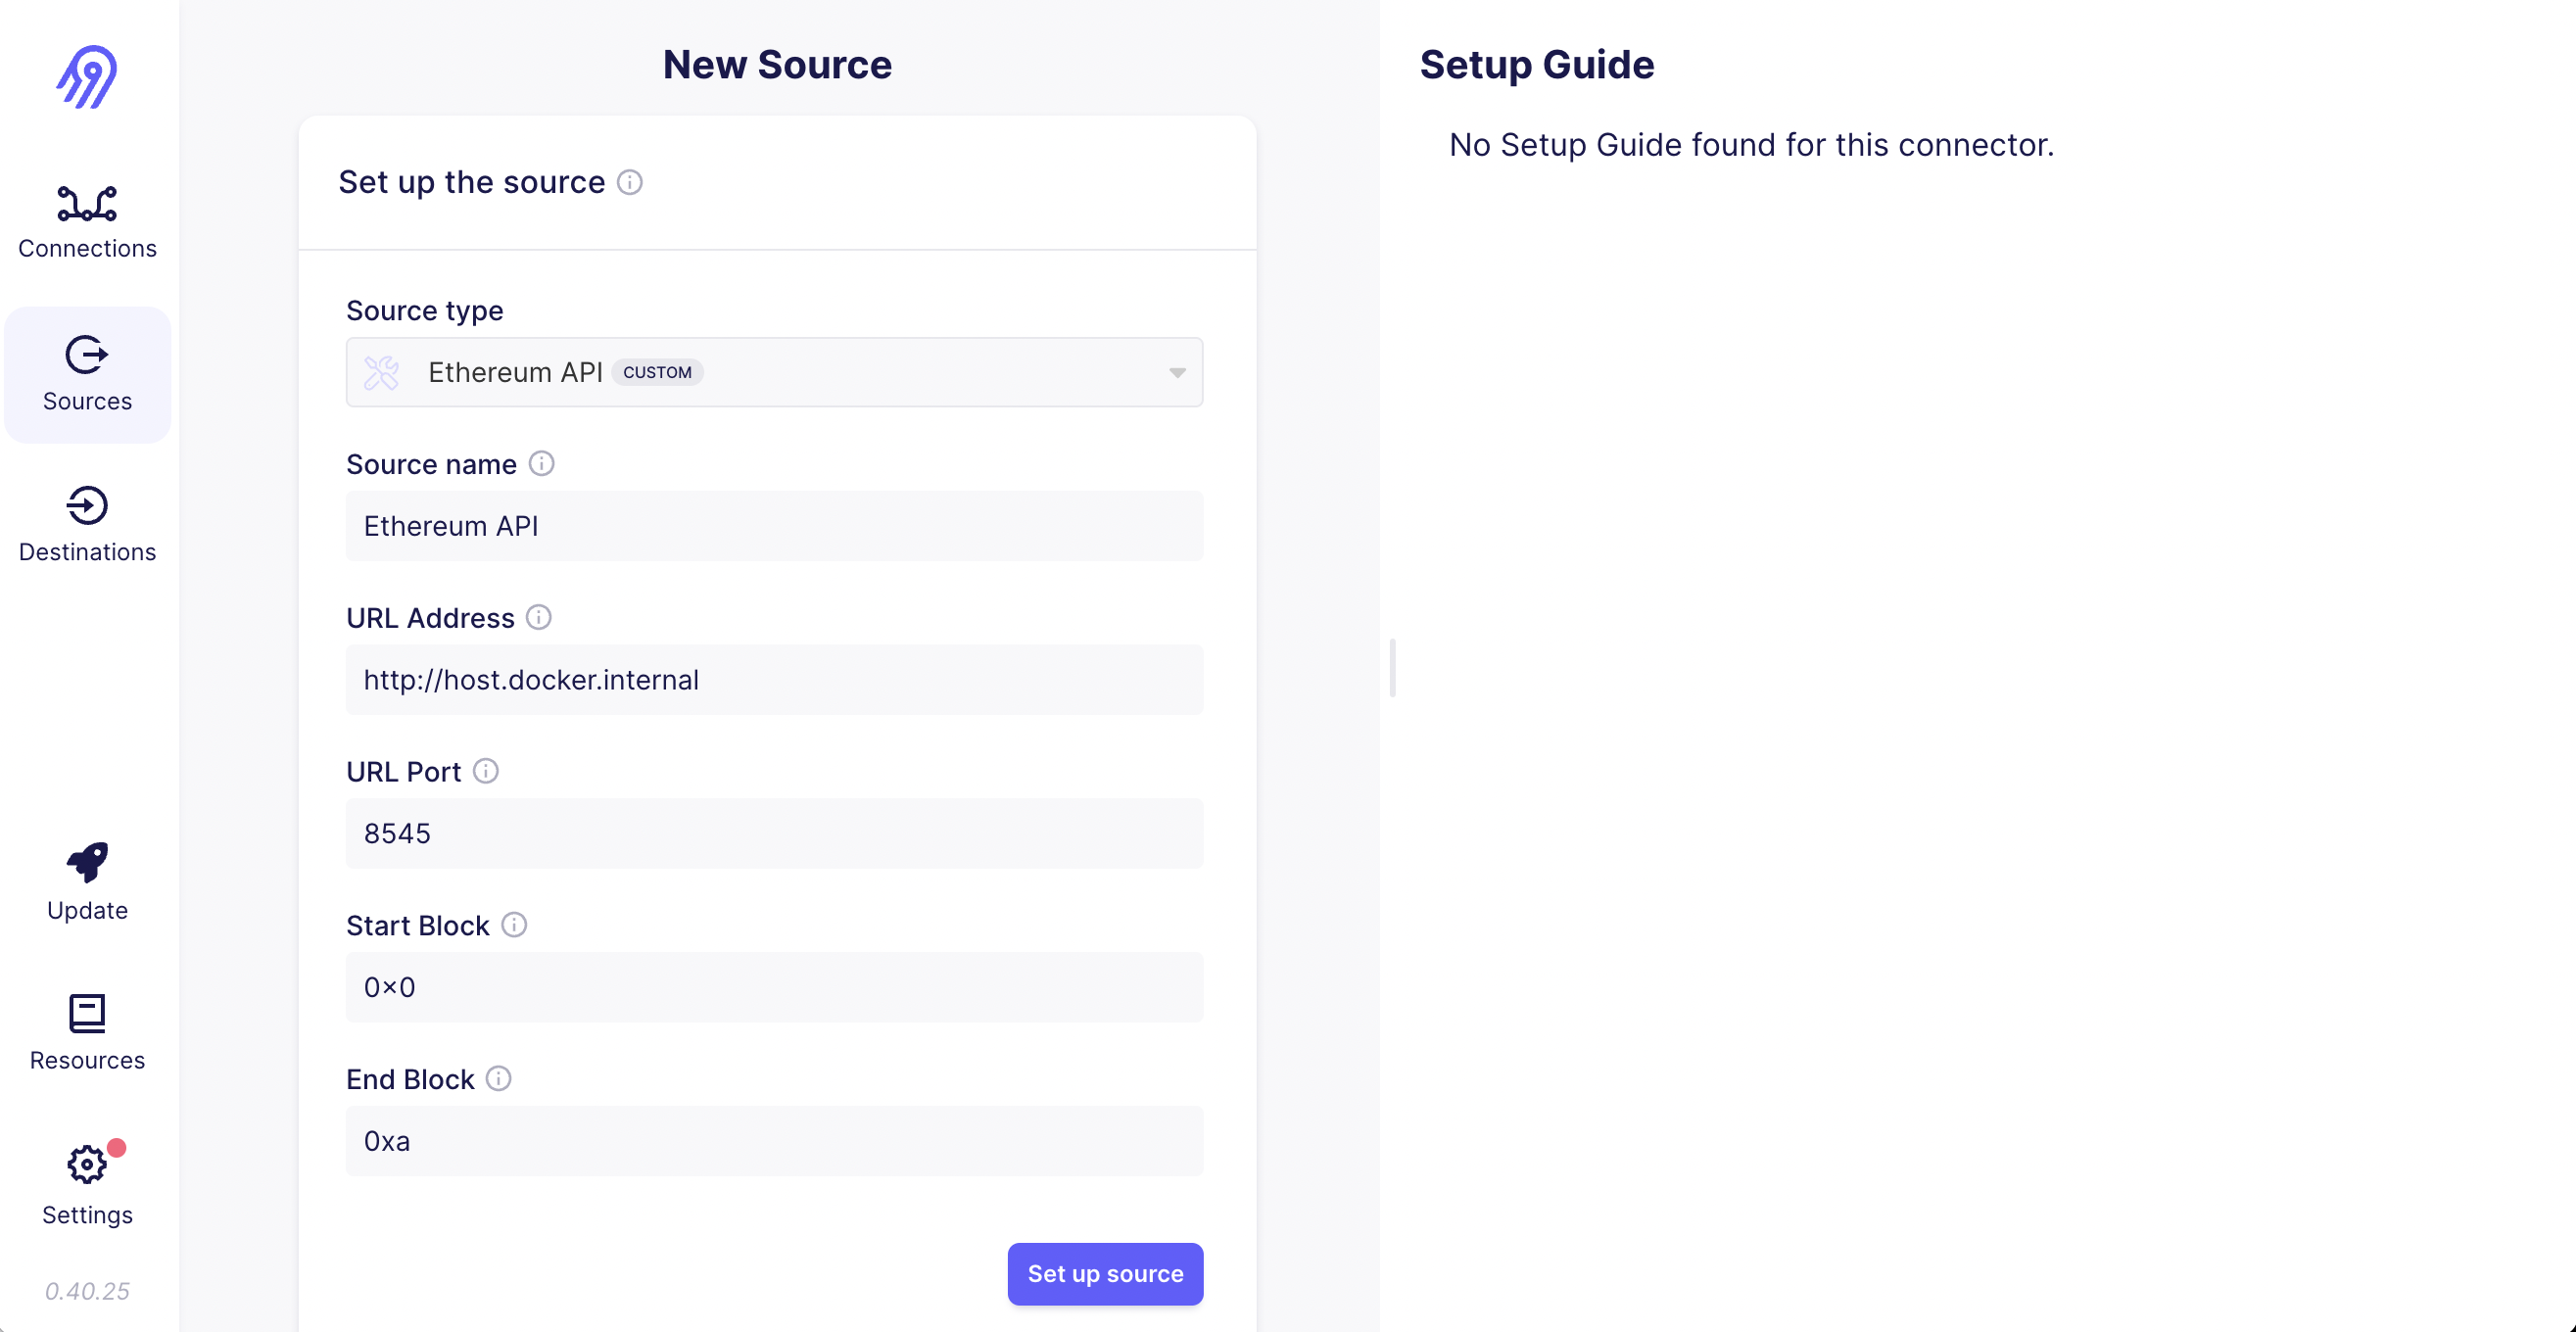 Connections
Sources
Destinations
Update
Resources
Settings
0.40.25
New Source
Set up the source
Source type
Ethereum API CUSTOM
Source name
Ethereum API
URL Address
http://host.docker.internal
URL Port
8545
Start Block
0×0
End Block
0xa
Set up source
Setup Guide
No Setup Guide found for this connector.